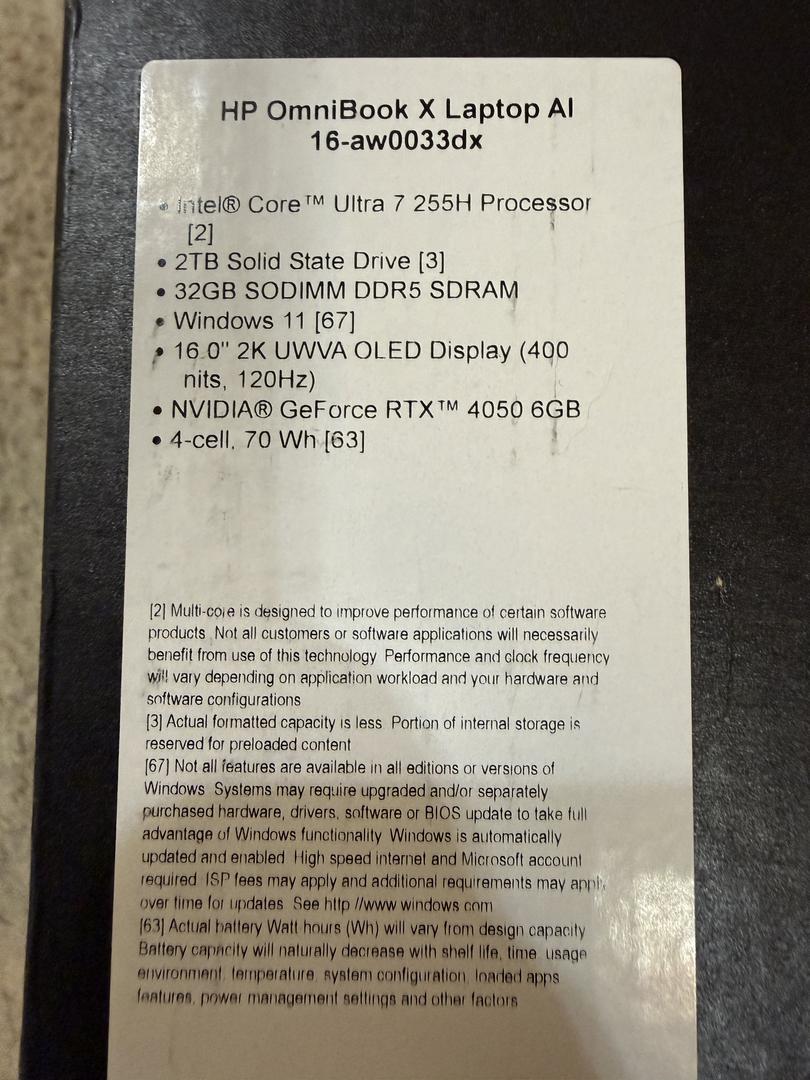 HP OmniBook X Laptop AI
16-aw0033dx
• Intel® Core™ Ultra 7 255H Processor
[2]
• 2TB Solid State Drive [3]
• 32GB SODIMM DDR5 SDRAM
• Windows 11 [67]
• 16.0" 2K UWVA OLED Display (400
nits, 120Hz)
• NVIDIA® GeForce RTX™ 4050 6GB
• 4-cell, 70 Wh [63]
[2] Multi-core is designed to improve performance of certain software
products. Not all customers or software applications will necessarily
benefit from use of this technology. Performance and clock frequency
will vary depending on application workload and your hardware and
software configurations
[3] Actual formatted capacity is less. Portion of internal storage is
reserved for preloaded content
[67] Not all features are available in all editions or versions of
Windows. Systems may require upgraded and/or separately
purchased hardware, drivers, software or BIOS update to take full
advantage of Windows functionality. Windows is automatically
updated and enabled. High speed internet and Microsoft account
required. ISP fees may apply and additional requirements may apply
over time for updates. See http://www.windows.com
[63] Actual battery Watt hours (Wh) will vary from design capacity.
Battery capacity will naturally decrease with shelf life, time, usage,
environment, temperature, system configuration, loaded apps,
features, power management settings and other factors